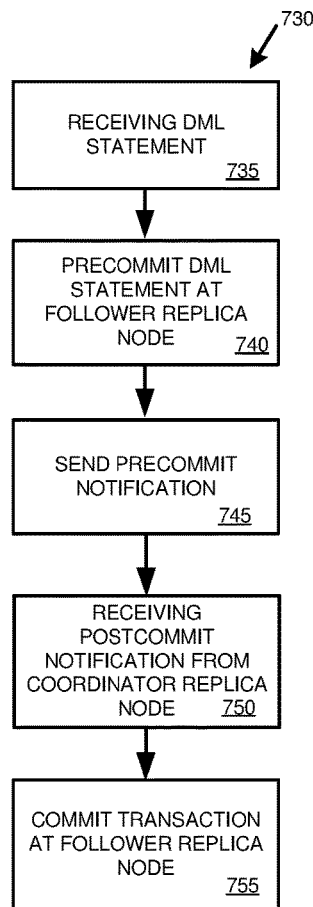 730
RECEIVING DML
STATEMENT
735
PRECOMMIT DML
STATEMENT AT
FOLLOWER REPLICA
NODE
740
SEND PRECOMMIT
NOTIFICATION
745
RECEIVING
POSTCOMMIT
NOTIFICATION FROM
COORDINATOR REPLICA
NODE 750
COMMIT TRANSACTION
AT FOLLOWER REPLICA
NODE
755